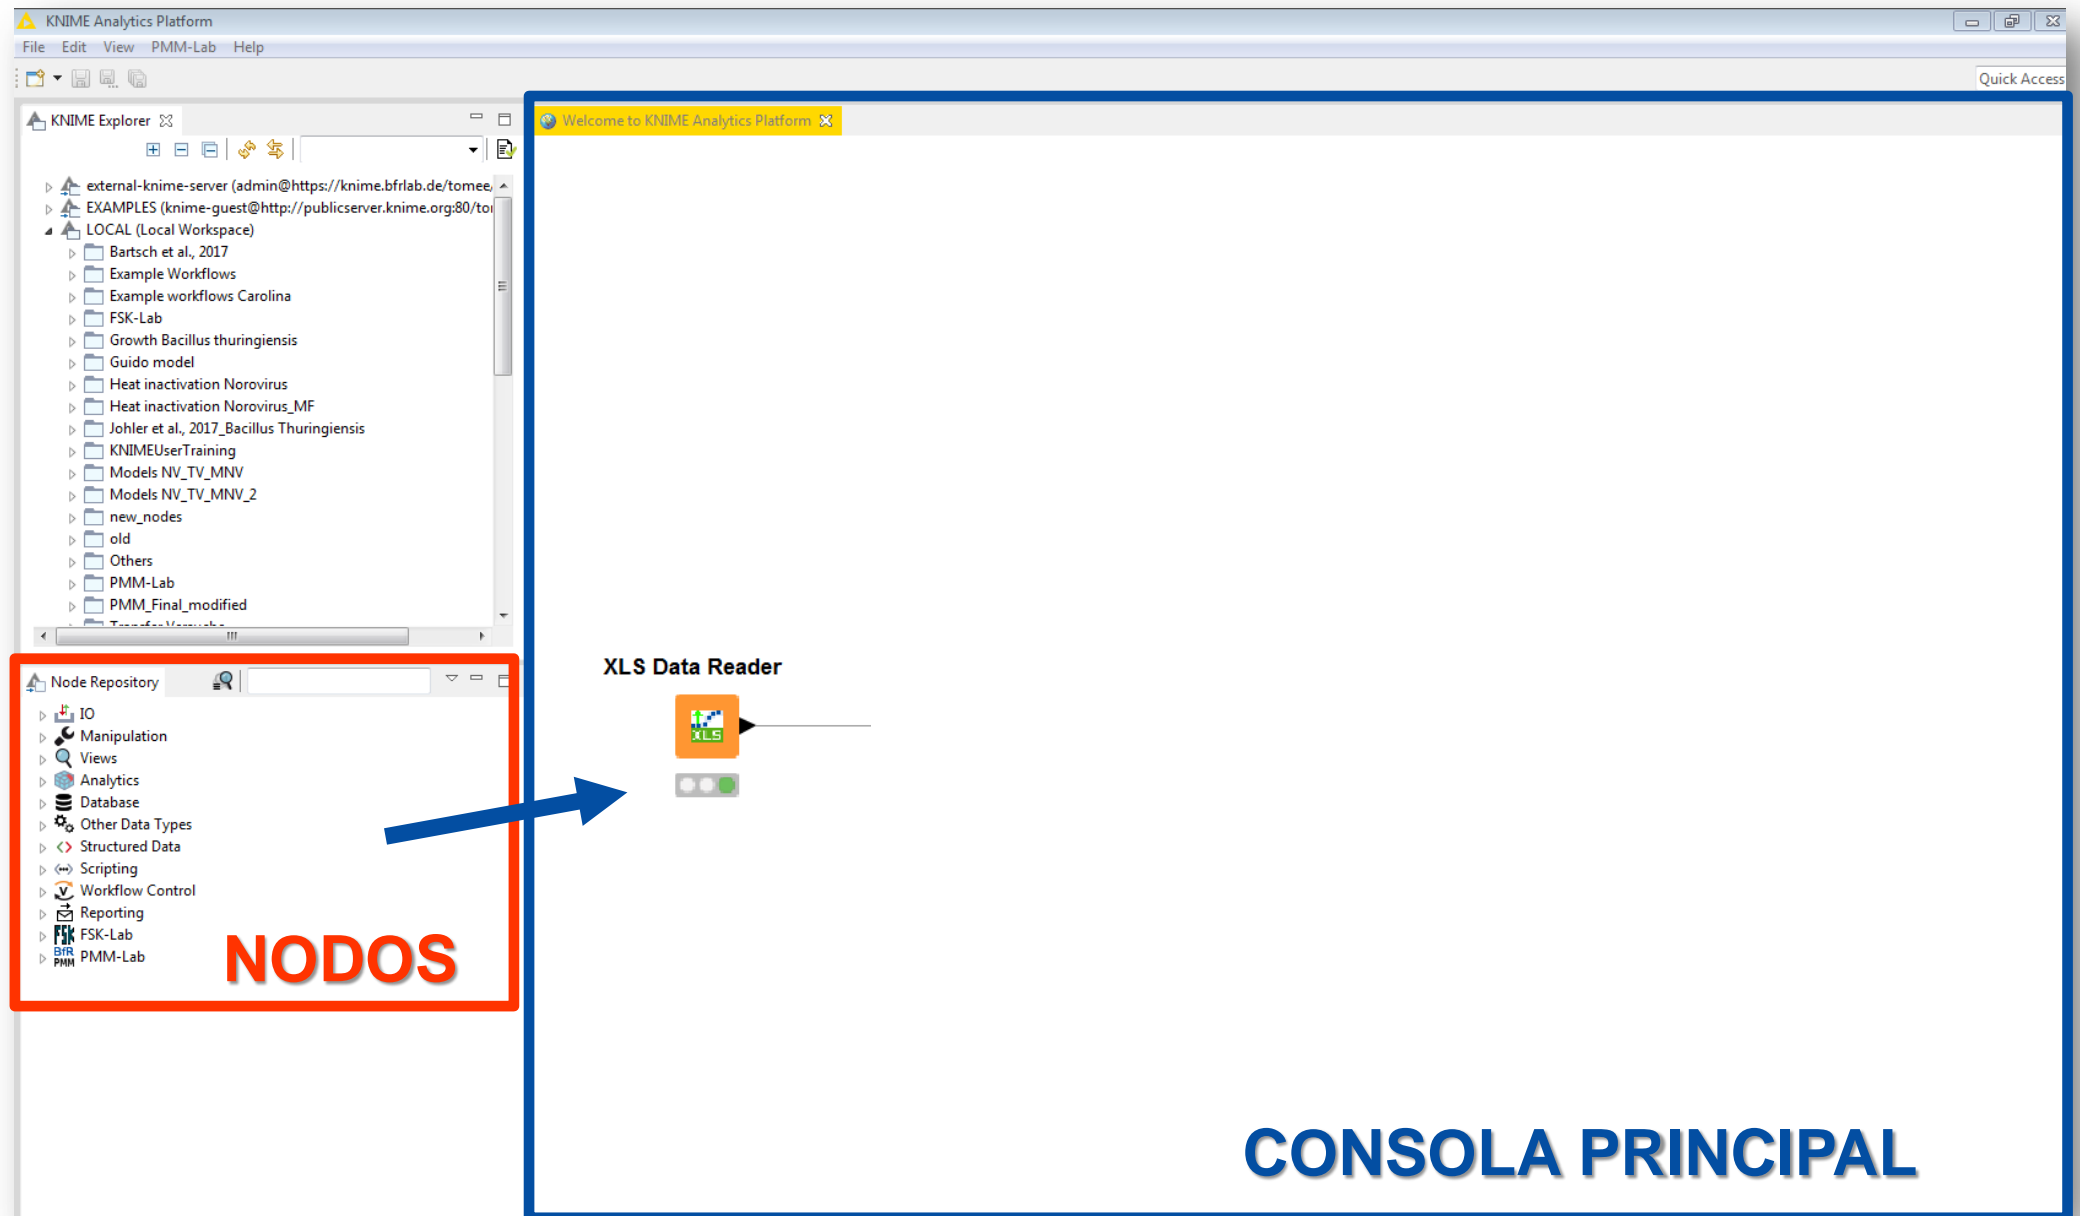 KNIME Analytics Platform
File Edit View PMM-Lab Help
Quick Access
KNIME Explorer
external-knime-server (admin@https://knime.bfrlab.de/tomee/
EXAMPLES (knime-guest@http://publicserver.knime.org:80/to
LOCAL (Local Workspace)
Bartsch et al., 2017
Example Workflows
Example workflows Carolina
FSK-Lab
Growth Bacillus thuringiensis
Guido model
Heat inactivation Norovirus
Heat inactivation Norovirus_MF
Johler et al., 2017_Bacillus Thuringiensis
KNIMEUserTraining
Models NV_TV_MNV
Models NV_TV_MNV_2
new_nodes
old
Others
PMM-Lab
PMM_Final_modified
Node Repository
IO
Manipulation
Views
Analytics
Database
Other Data Types
Structured Data
Scripting
Workflow Control
Reporting
FSK-Lab
PMM-Lab
NODOS
Welcome to KNIME Analytics Platform
XLS Data Reader
XLS
CONSOLA PRINCIPAL